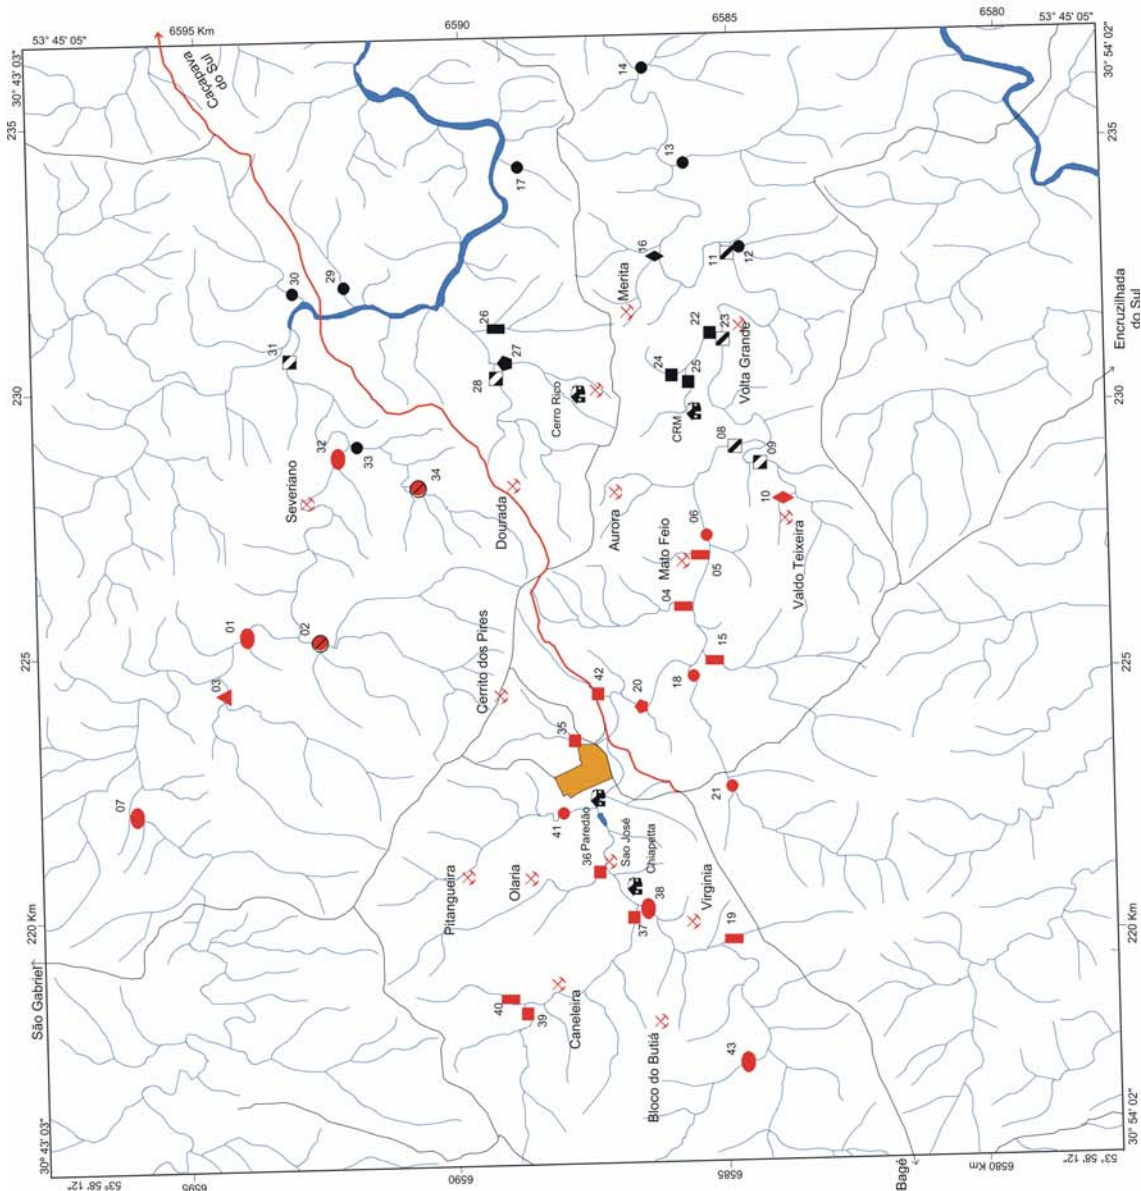 53° 45' 05"
6595 Km
6590
6585
6580
53° 45' 05"
30° 43' 03"
30° 54' 02"
Caçapava
do Sul
235
235
14
13
17
16
11
12
30
29
31
26
27
28
Merita
22
23
24
25
Volta Grande
Cerro Rico
CRM
Encruzilhada
do Sul
230
230
32
33
34
Severiano
Dourada
Aurora
08
09
10
06
Mato Feio
05
04
Valdo Teixeira
01
02
03
15
18
225
225
Cerrito dos Pires
42
20
35
07
21
41
Paredão
36
Sao José
Chiapetta
Pitangueira
Olaria
38
37
Virginia
19
220 Km
220 Km
São Gabriel
40
39
Caneleira
Bloco do Butiá
43
30° 43' 03"
30° 54' 02"
Bagé
53° 58' 12"
6595
6590
6585
6580 Km
53° 58' 12"